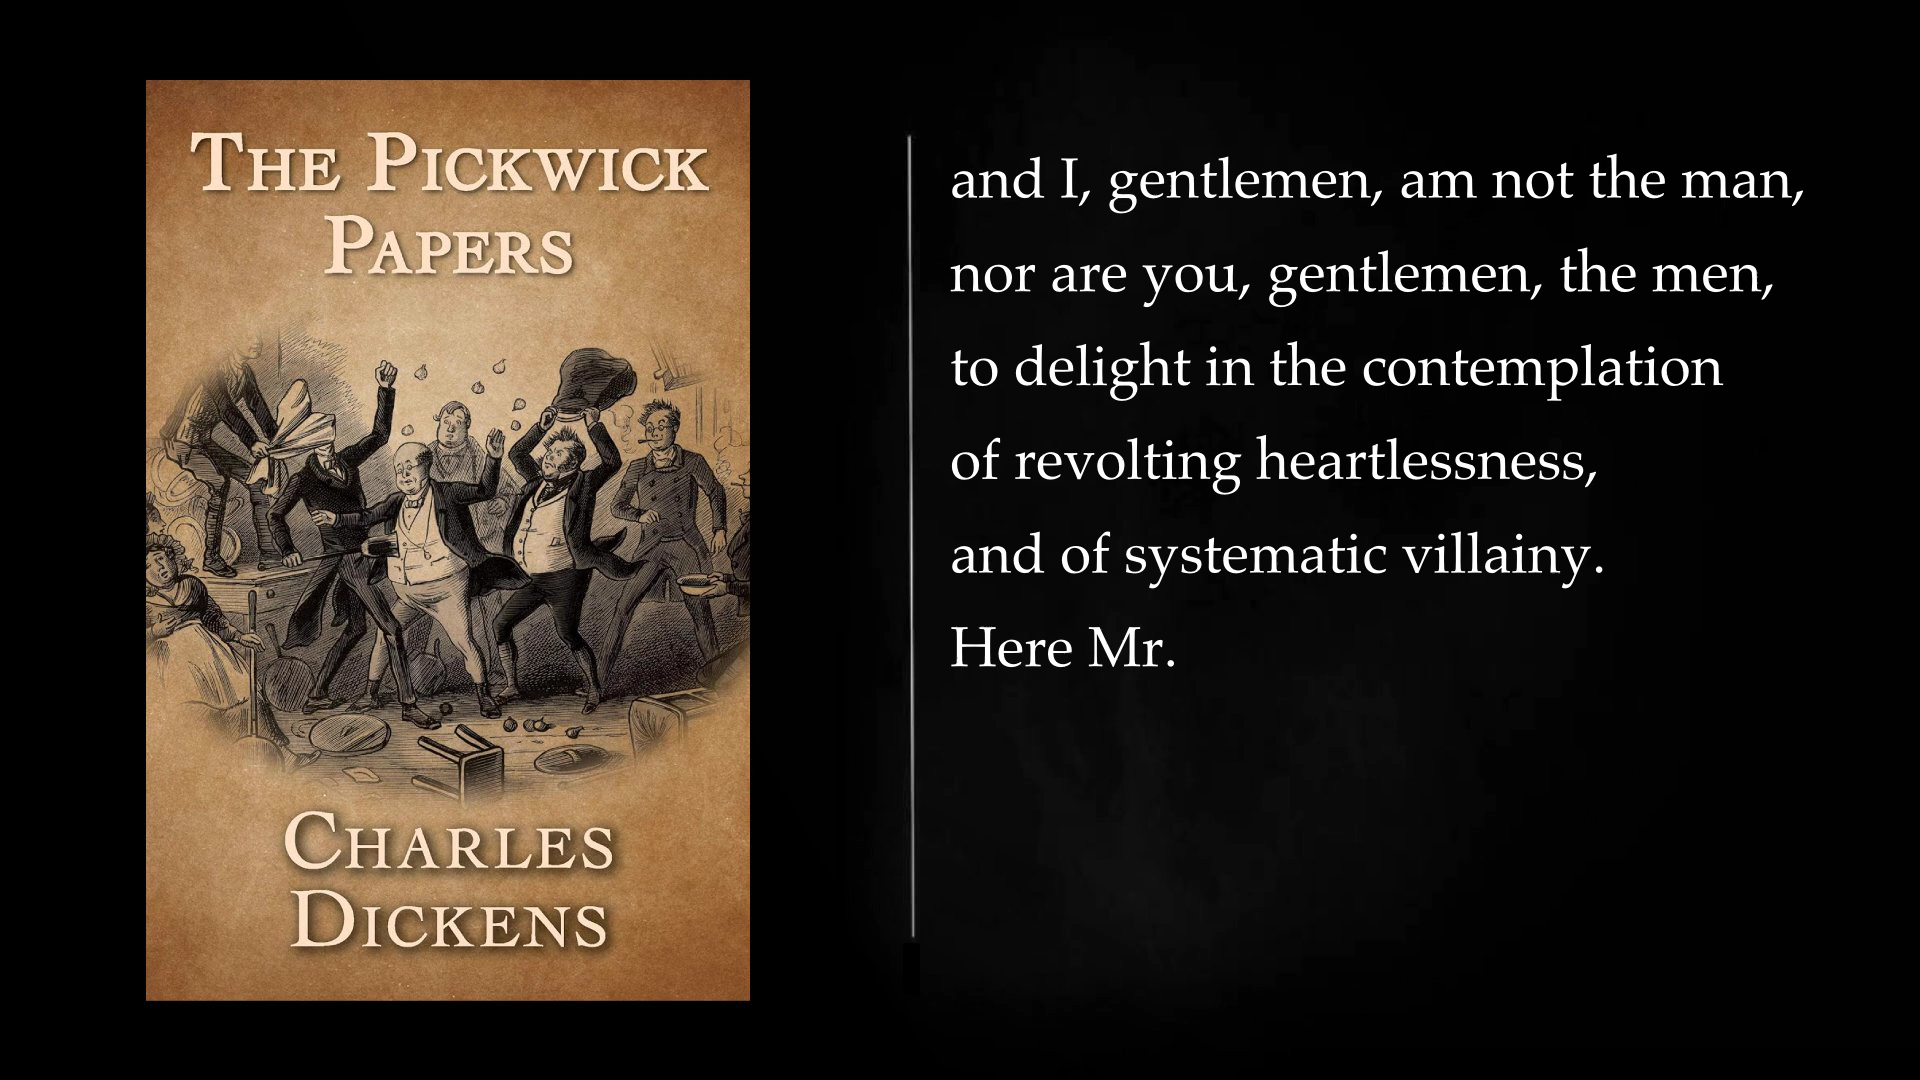 The Pickwick
Papers
Charles
Dickens
and I, gentlemen, am not the man,
nor are you, gentlemen, the men,
to delight in the contemplation
of revolting heartlessness,
and of systematic villainy.
Here Mr.